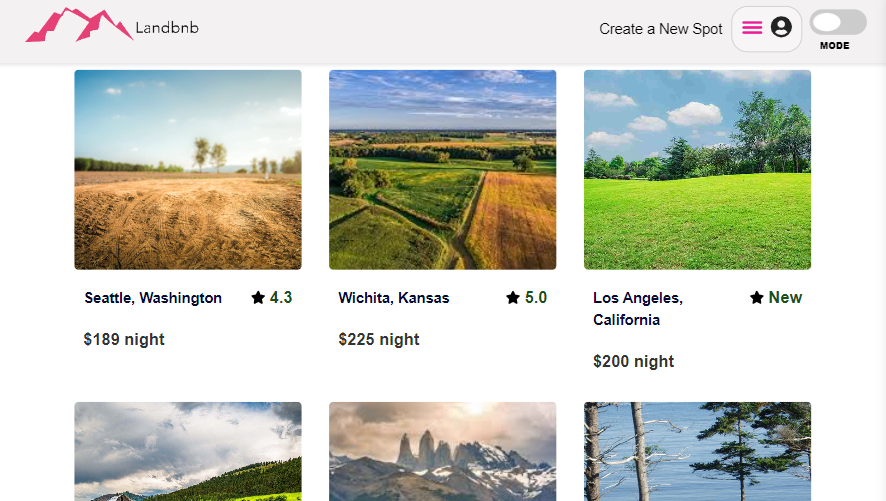 Landbnb
Create a New Spot
MODE
Seattle, Washington
4.3
$189 night
Wichita, Kansas
5.0
$225 night
Los Angeles,
California
New
$200 night